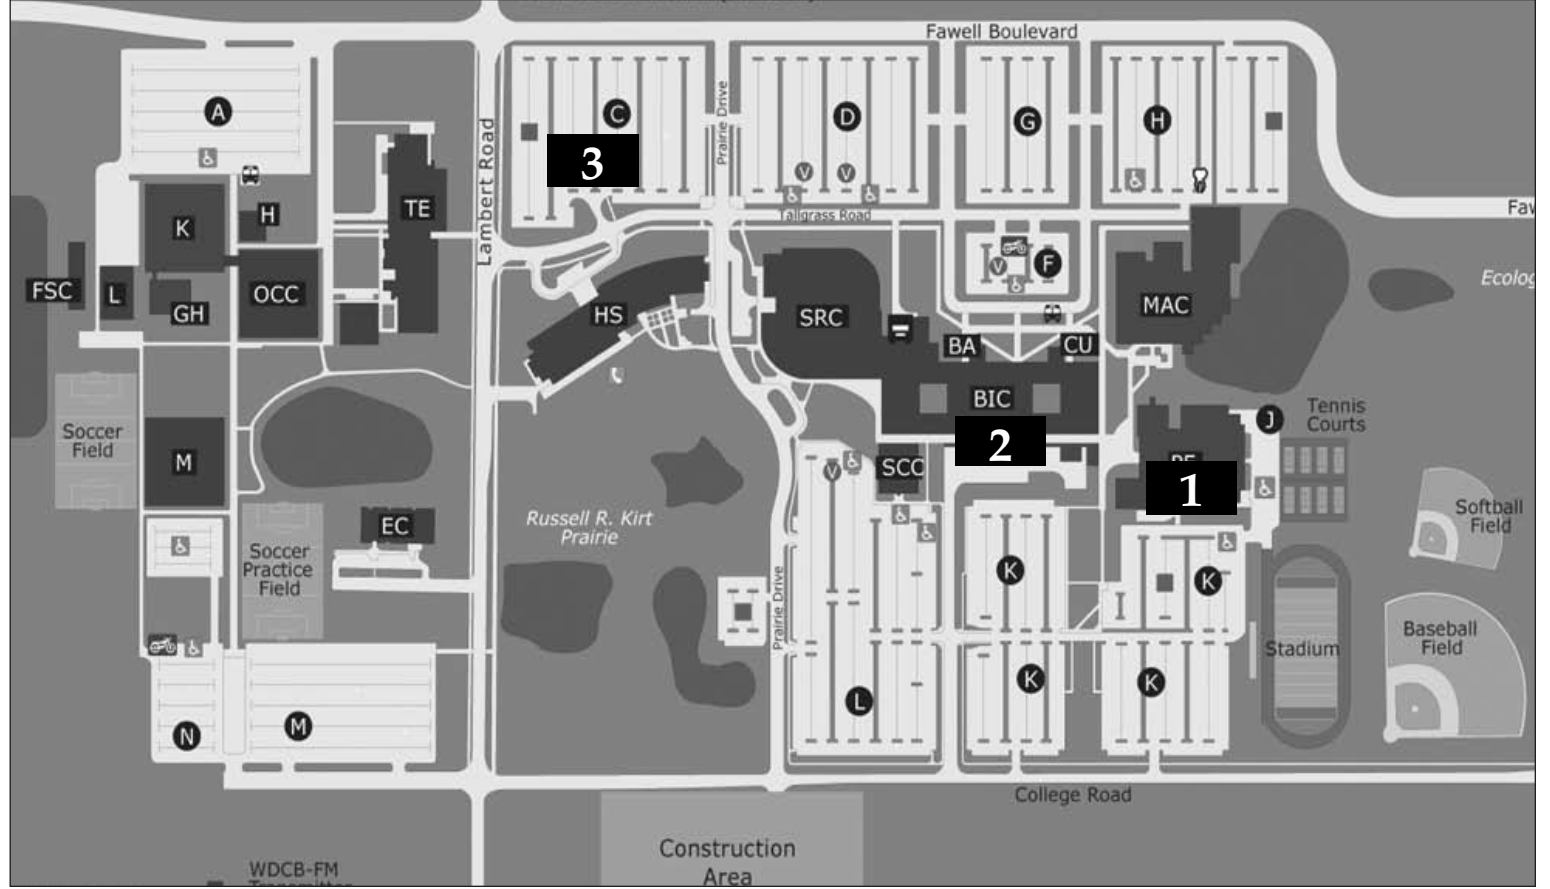 Fawell Boulevard
A
C
D
G
H
Prairie Drive
Lambert Road
3
V
V
TE
K
H
Tallgrass Road
Faw
FSC
L
GH
OCC
HS
SRC
V
F
MAC
Ecolog
BA
CU
BIC
J
Tennis
Courts
Soccer
Field
M
V
SCC
2
1
EC
Russell R. Kirt
Prairie
Softball
Field
Soccer
Practice
Field
K
K
Prairie Drive
Stadium
Baseball
Field
N
M
L
K
K
College Road
Construction
Area
WDCB-FM